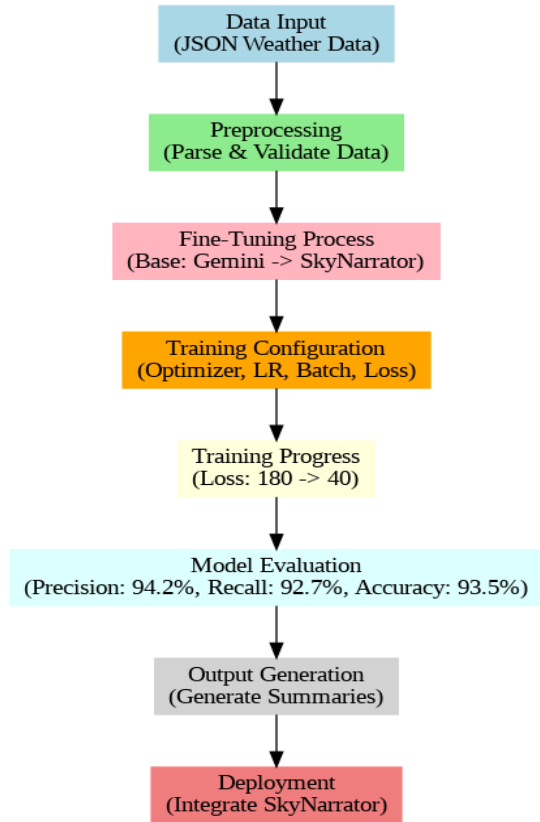 Data Input
(JSON Weather Data)
Preprocessing
(Parse & Validate Data)
Fine-Tuning Process
(Base: Gemini -> SkyNarrator)
Training Configuration
(Optimizer, LR, Batch, Loss)
Training Progress
(Loss: 180 -> 40)
Model Evaluation
(Precision: 94.2%, Recall: 92.7%, Accuracy: 93.5%)
Output Generation
(Generate Summaries)
Deployment
(Integrate SkyNarrator)